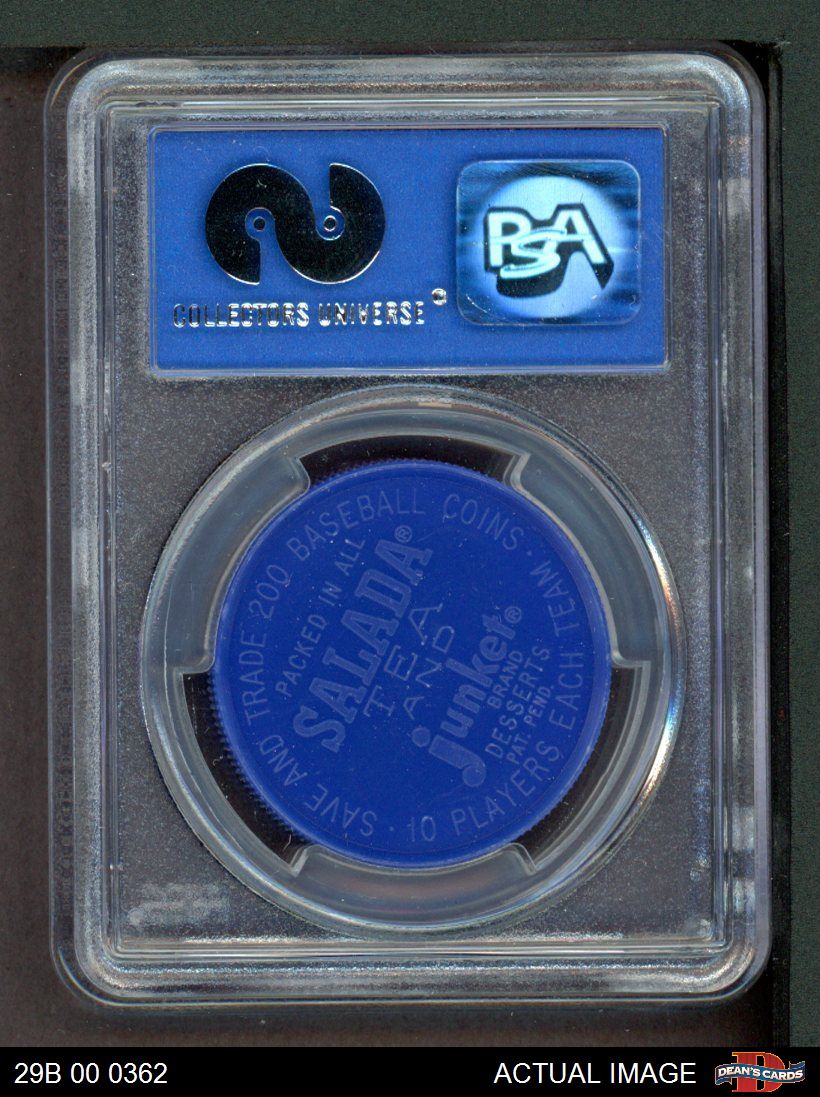 COLLECTORS UNIVERSE®
PSA
SAVE AND TRADE 200 BASEBALL COINS · 10 PLAYERS EACH TEAM ·
PACKED IN ALL
SALADA®
TEA
AND
junket®
BRAND
DESSERTS
PAT. PEND.
29B 00 0362
ACTUAL IMAGE
D
DEAN'S CARDS